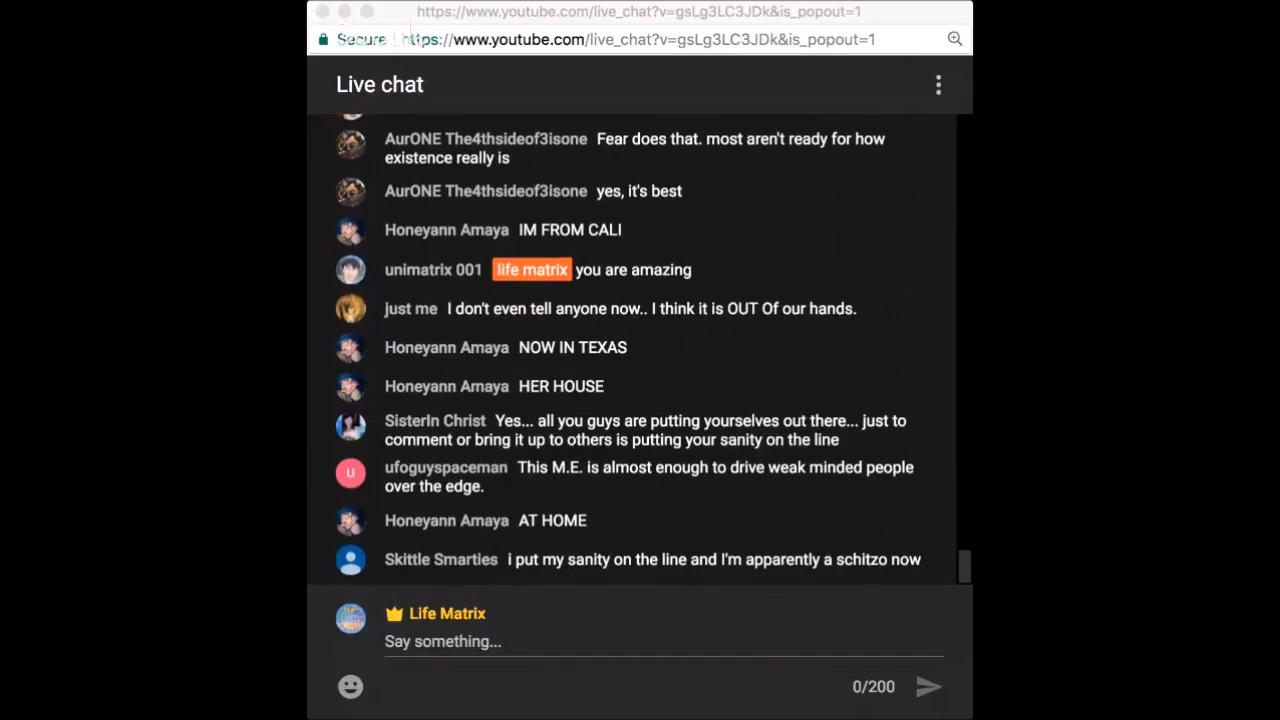 https://www.youtube.com/live_chat?v=gsLg3LC3JDk&is_popout=1
Secure https://www.youtube.com/live_chat?v=gsLg3LC3JDk&is_popout=1
Live chat
AurONE The4thsideof3isone Fear does that. most aren't ready for how
existence really is
AurONE The4thsideof3isone yes, it's best
Honeyann Amaya IM FROM CALI
unimatrix 001 life matrix you are amazing
just me I don't even tell anyone now.. I think it is OUT Of our hands.
Honeyann Amaya NOW IN TEXAS
Honeyann Amaya HER HOUSE
SisterIn Christ Yes... all you guys are putting yourselves out there... just to
comment or bring it up to others is putting your sanity on the line
U
ufoguyspaceman This M.E. is almost enough to drive weak minded people
over the edge.
Honeyann Amaya AT HOME
Skittle Smarties i put my sanity on the line and I'm apparently a schitzo now
Life Matrix
Say something...
0/200